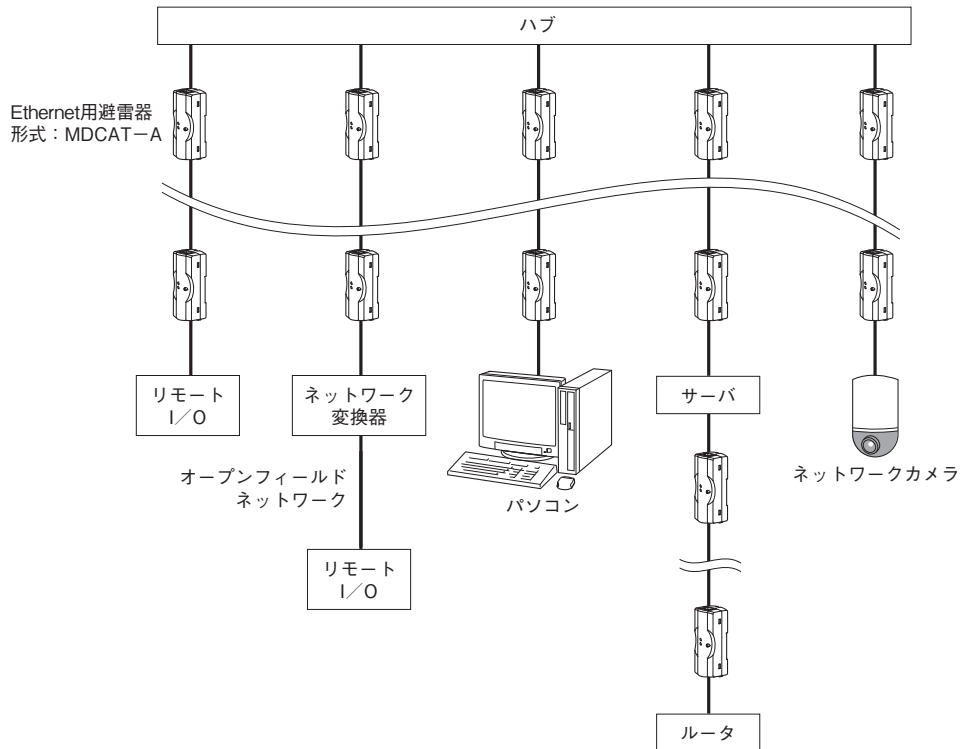 ハブ
Ethernet用避雷器
形式：MDCAT－A
リモート
I／O
ネットワーク
変換器
サーバ
オープンフィールド
ネットワーク
パソコン
ネットワークカメラ
リモート
I／O
ルータ